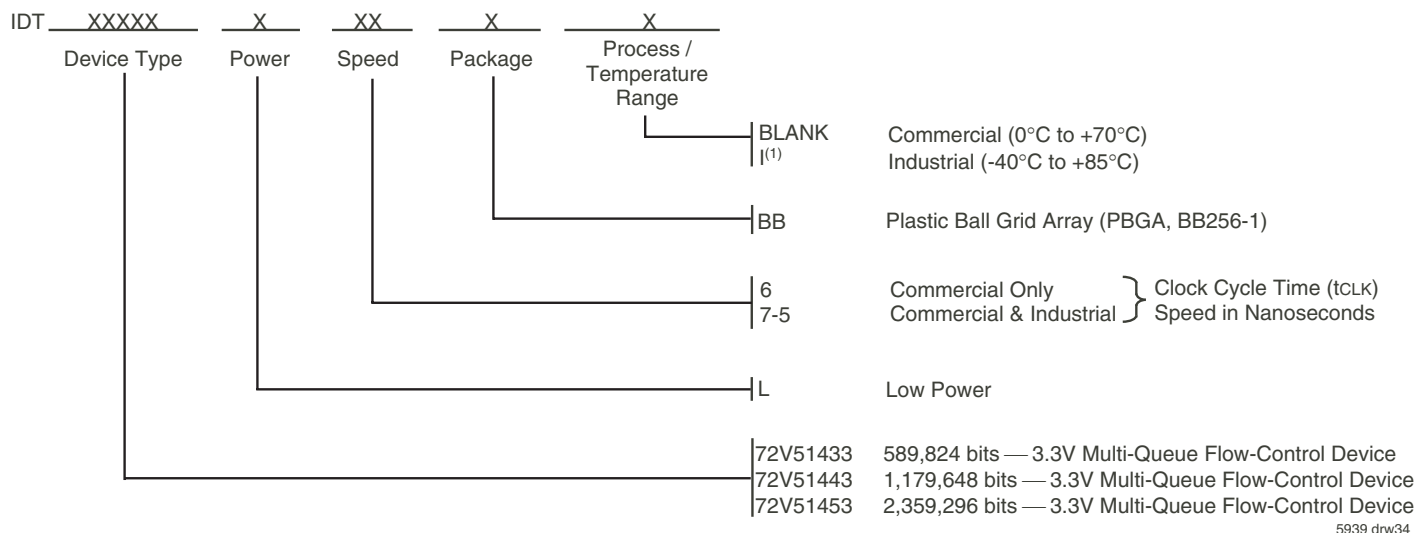 IDT XXXXX X XX X X
Device Type Power Speed Package Process /
Temperature
Range
BLANK Commercial (0°C to +70°C)
I(1) Industrial (-40°C to +85°C)
BB Plastic Ball Grid Array (PBGA, BB256-1)
6 Commercial Only Clock Cycle Time (tCLK)
7-5 Commercial & Industrial Speed in Nanoseconds
L Low Power
72V51433 589,824 bits — 3.3V Multi-Queue Flow-Control Device
72V51443 1,179,648 bits — 3.3V Multi-Queue Flow-Control Device
72V51453 2,359,296 bits — 3.3V Multi-Queue Flow-Control Device
5939 drw34